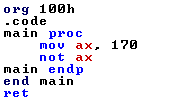 org 100h
.code
main proc
    mov ax, 170
    not ax
main endp
end main
ret